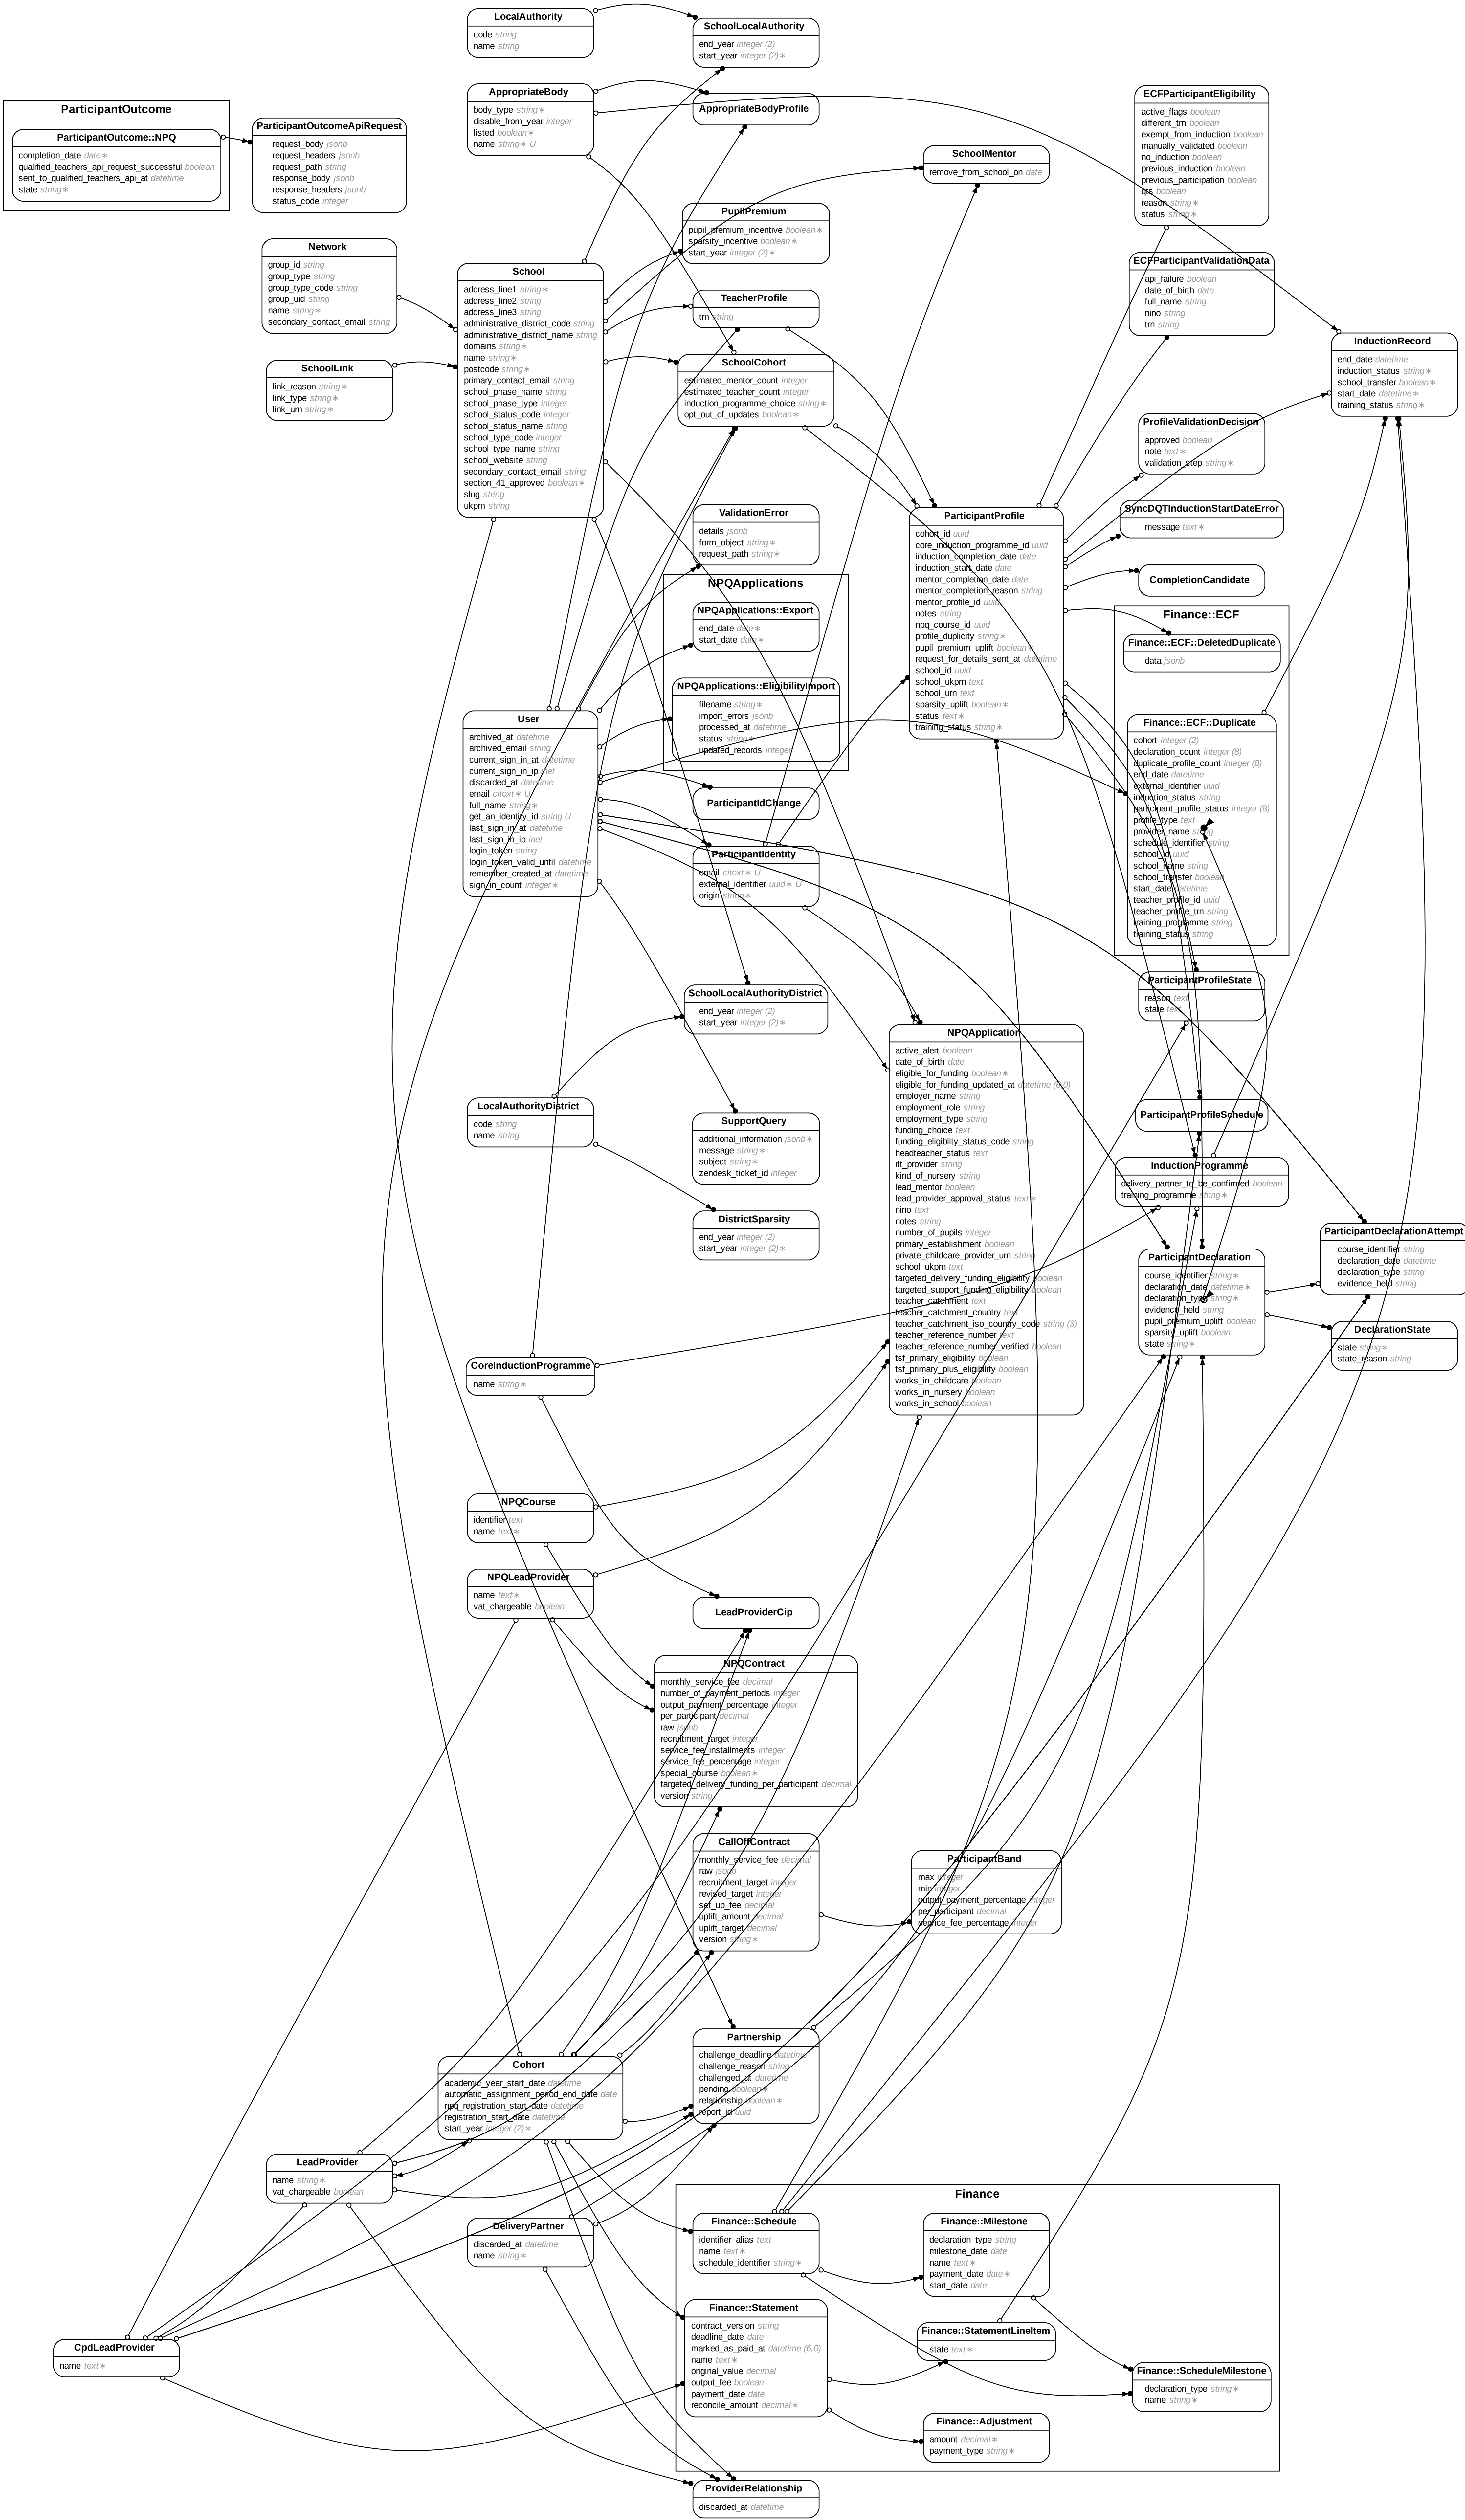 LocalAuthority
code string
name string
SchoolLocalAuthority
end_year integer (2)
start_year integer (2)∗
AppropriateBody
body_type string∗
disable_from_year integer
listed boolean∗
name string∗ U
AppropriateBodyProfile
ECFParticipantEligibility
active_flags boolean
different_trn boolean
exempt_from_induction boolean
manually_validated boolean
no_induction boolean
previous_induction boolean
previous_participation boolean
qts boolean
reason string∗
status string∗
ParticipantOutcome
ParticipantOutcome::NPQ
completion_date date∗
qualified_teachers_api_request_successful boolean
sent_to_qualified_teachers_api_at datetime
state string∗
ParticipantOutcomeApiRequest
request_body jsonb
request_headers jsonb
request_path string
response_body jsonb
response_headers jsonb
status_code integer
SchoolMentor
remove_from_school_on date
PupilPremium
pupil_premium_incentive boolean∗
sparsity_incentive boolean∗
start_year integer (2)∗
Network
group_id string
group_type string
group_type_code string
group_uid string
name string∗
secondary_contact_email string
School
address_line1 string∗
address_line2 string
address_line3 string
administrative_district_code string
administrative_district_name string
domains string∗
name string∗
postcode string∗
primary_contact_email string
school_phase_name string
school_phase_type integer
school_status_code integer
school_status_name string
school_type_code integer
school_type_name string
school_website string
secondary_contact_email string
section_41_approved boolean∗
slug string
ukprn string
ECFParticipantValidationData
api_failure boolean
date_of_birth date
full_name string
nino string
trn string
TeacherProfile
trn string
InductionRecord
end_date datetime
induction_status string∗
school_transfer boolean∗
start_date datetime∗
training_status string∗
SchoolLink
link_reason string∗
link_type string∗
link_urn string∗
SchoolCohort
estimated_mentor_count integer
estimated_teacher_count integer
induction_programme_choice string∗
opt_out_of_updates boolean∗
ProfileValidationDecision
approved boolean
note text∗
validation_step string∗
ValidationError
details jsonb
form_object string∗
request_path string∗
ParticipantProfile
cohort_id uuid
core_induction_programme_id uuid
induction_completion_date date
induction_start_date date
mentor_completion_date date
mentor_completion_reason string
mentor_profile_id uuid
notes string
npq_course_id uuid
profile_duplicity string∗
pupil_premium_uplift boolean∗
request_for_details_sent_at datetime
school_id uuid
school_ukprn text
school_urn text
sparsity_uplift boolean∗
status text∗
training_status string∗
SyncDQTInductionStartDateError
message text∗
CompletionCandidate
NPQApplications
NPQApplications::Export
end_date date∗
start_date date∗
NPQApplications::EligibilityImport
filename string∗
import_errors jsonb
processed_at datetime
status string∗
updated_records integer
Finance::ECF
Finance::ECF::DeletedDuplicate
data jsonb
Finance::ECF::Duplicate
cohort integer (2)
declaration_count integer (8)
duplicate_profile_count integer (8)
end_date datetime
external_identifier uuid
induction_status string
participant_profile_status integer (8)
profile_type text
provider_name string
schedule_identifier string
school_id uuid
school_name string
school_transfer boolean
start_date datetime
teacher_profile_id uuid
teacher_profile_trn string
training_programme string
training_status string
User
archived_at datetime
archived_email string
current_sign_in_at datetime
current_sign_in_ip inet
discarded_at datetime
email citext∗ U
full_name string∗
get_an_identity_id string U
last_sign_in_at datetime
last_sign_in_ip inet
login_token string
login_token_valid_until datetime
remember_created_at datetime
sign_in_count integer∗
ParticipantIdChange
ParticipantIdentity
email citext∗ U
external_identifier uuid∗ U
origin string∗
SchoolLocalAuthorityDistrict
end_year integer (2)
start_year integer (2)∗
ParticipantProfileState
reason text
state text
NPQApplication
active_alert boolean
date_of_birth date
eligible_for_funding boolean∗
eligible_for_funding_updated_at datetime (6,0)
employer_name string
employment_role string
employment_type string
funding_choice text
funding_eligiblity_status_code string
headteacher_status text
itt_provider string
kind_of_nursery string
lead_mentor boolean
lead_provider_approval_status text∗
nino text
notes string
number_of_pupils integer
primary_establishment boolean
private_childcare_provider_urn string
school_ukprn text
targeted_delivery_funding_eligibility boolean
targeted_support_funding_eligibility boolean
teacher_catchment text
teacher_catchment_country text
teacher_catchment_iso_country_code string (3)
teacher_reference_number text
teacher_reference_number_verified boolean
tsf_primary_eligibility boolean
tsf_primary_plus_eligibility boolean
works_in_childcare boolean
works_in_nursery boolean
works_in_school boolean
LocalAuthorityDistrict
code string
name string
SupportQuery
additional_information jsonb∗
message string∗
subject string∗
zendesk_ticket_id integer
ParticipantProfileSchedule
InductionProgramme
delivery_partner_to_be_confirmed boolean
training_programme string∗
DistrictSparsity
end_year integer (2)
start_year integer (2)∗
ParticipantDeclaration
course_identifier string∗
declaration_date datetime∗
declaration_type string∗
evidence_held string
pupil_premium_uplift boolean
sparsity_uplift boolean
state string∗
ParticipantDeclarationAttempt
course_identifier string
declaration_date datetime
declaration_type string
evidence_held string
DeclarationState
state string∗
state_reason string
CoreInductionProgramme
name string∗
NPQCourse
identifier text
name text∗
NPQLeadProvider
name text∗
vat_chargeable boolean
LeadProviderCip
NPQContract
monthly_service_fee decimal
number_of_payment_periods integer
output_payment_percentage integer
per_participant decimal
raw jsonb
recruitment_target integer
service_fee_installments integer
service_fee_percentage integer
special_course boolean∗
targeted_delivery_funding_per_participant decimal
version string
CallOffContract
monthly_service_fee decimal
raw jsonb
recruitment_target integer
revised_target integer
set_up_fee decimal
uplift_amount decimal
uplift_target decimal
version string∗
ParticipantBand
max integer
min integer
output_payment_percentage integer
per_participant decimal
service_fee_percentage integer
Partnership
challenge_deadline datetime
challenge_reason string
challenged_at datetime
pending boolean∗
relationship boolean∗
report_id uuid
Cohort
academic_year_start_date datetime
automatic_assignment_period_end_date date
npq_registration_start_date datetime
registration_start_date datetime
start_year integer (2)∗
LeadProvider
name string∗
vat_chargeable boolean
DeliveryPartner
discarded_at datetime
name string∗
Finance
Finance::Schedule
identifier_alias text
name text∗
schedule_identifier string∗
Finance::Milestone
declaration_type string
milestone_date date
name text∗
payment_date date∗
start_date date
Finance::Statement
contract_version string
deadline_date date
marked_as_paid_at datetime (6,0)
name text∗
original_value decimal
output_fee boolean
payment_date date
reconcile_amount decimal∗
Finance::StatementLineItem
state text∗
Finance::ScheduleMilestone
declaration_type string∗
name string∗
Finance::Adjustment
amount decimal∗
payment_type string∗
CpdLeadProvider
name text∗
ProviderRelationship
discarded_at datetime